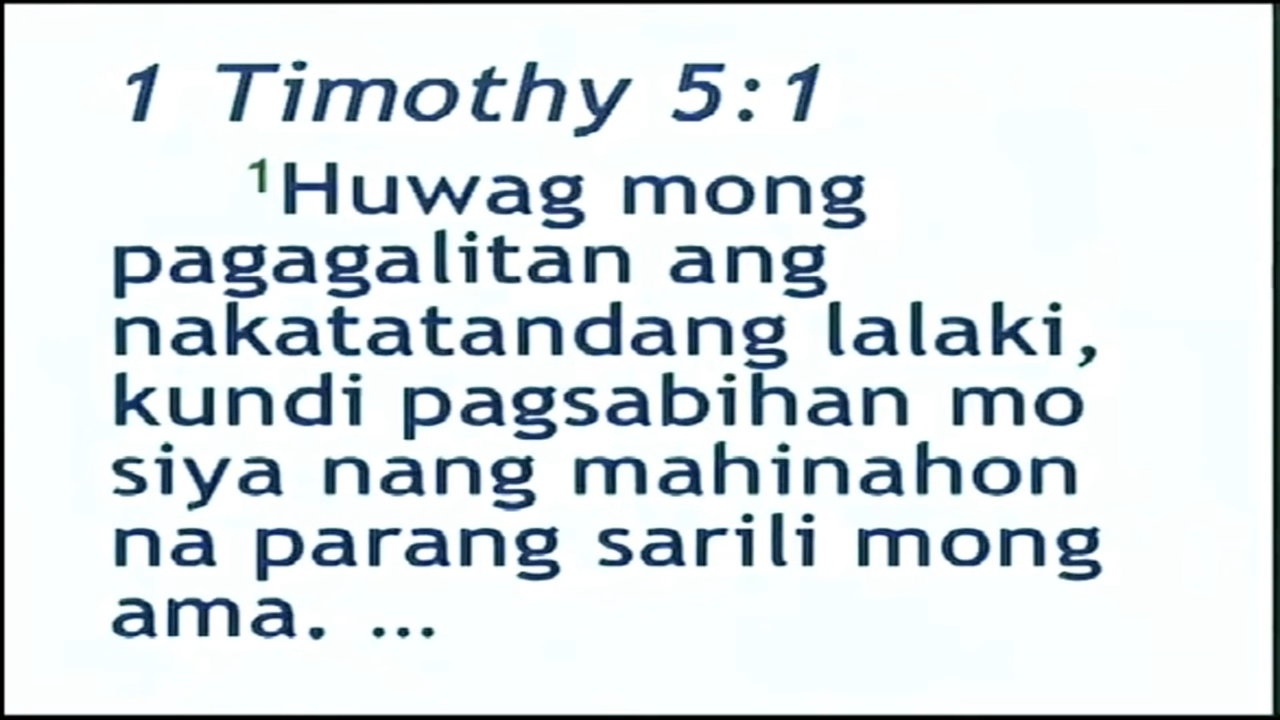 1 Timothy 5:1
1Huwag mong
pagagalitan ang
nakatatandang lalaki,
kundi pagsabihan mo
siya nang mahinahon
na parang sarili mong
ama. ...